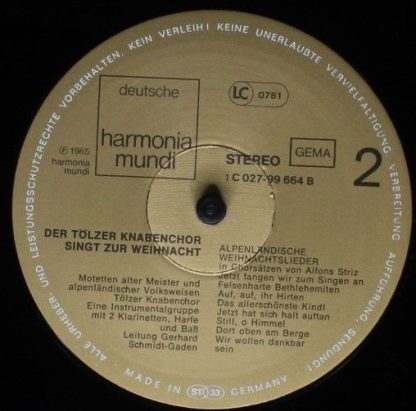 ALLE URHEBER UND LEISTUNGSSCHUTZRECHTE VORBEHALTEN. KEIN VERLEIH! KEINE UNERLAUBTE VERVIELFÄLTIGUNG, VERBREITUNG, AUFFÜHRUNG, SENDUNG!
deutsche
harmonia
mundi
LC 0761
℗ 1965
harmonia
mundi
STEREO
GEMA
1C 027-99 664 B
2
DER TÖLZER KNABENCHOR
SINGT ZUR WEIHNACHT
Motetten alter Meister und
alpenländischer Volksweisen
Tölzer Knabenchor
Eine Instrumentalgruppe
mit 2 Klarinetten, Harfe
und Baß
Leitung Gerhard
Schmidt-Gaden
ALPENLÄNDISCHE
WEIHNACHTSLIEDER
in Chorsätzen von Alfons Striz
Jetzt fangen wir zum Singen an
Felsenharte Bethlehemiten
Auf, auf, ihr Hirten
Das allerschönste Kindl
Jetzt hat sich halt auftan
Still, o Himmel
Dort oben am Berge
Wir wollen dankbar
sein
MADE IN GERMANY
ST 33